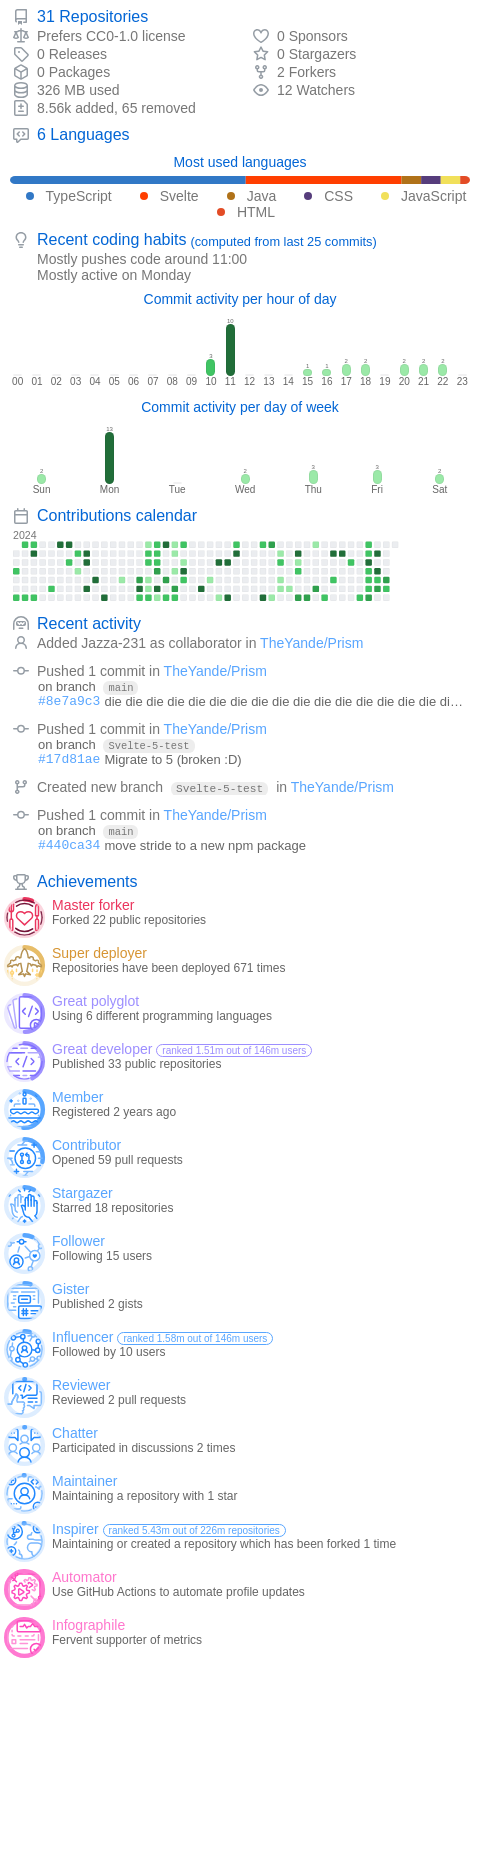 31 Repositories
Prefers CC0-1.0 license
0 Sponsors
0 Releases
0 Stargazers
0 Packages
2 Forkers
326 MB used
12 Watchers
8.56k added, 65 removed
6 Languages
Most used languages
TypeScript Svelte Java CSS JavaScript
HTML
Recent coding habits (computed from last 25 commits)
Mostly pushes code around 11:00
Mostly active on Monday
Commit activity per hour of day
3 10 1 1 2 2 2 2 2
00 01 02 03 04 05 06 07 08 09 10 11 12 13 14 15 16 17 18 19 20 21 22 23
Commit activity per day of week
2 13 2 3 3 2
Sun Mon Tue Wed Thu Fri Sat
Contributions calendar
2024
Recent activity
Added Jazza-231 as collaborator in TheYande/Prism
Pushed 1 commit in TheYande/Prism
on branch main
#8e7a9c3 die die die die die die die die die die die die die die die die di…
Pushed 1 commit in TheYande/Prism
on branch Svelte-5-test
#17d81ae Migrate to 5 (broken :D)
Created new branch Svelte-5-test in TheYande/Prism
Pushed 1 commit in TheYande/Prism
on branch main
#440ca34 move stride to a new npm package
Achievements
Master forker
Forked 22 public repositories
Super deployer
Repositories have been deployed 671 times
Great polyglot
Using 6 different programming languages
Great developer ranked 1.51m out of 146m users
Published 33 public repositories
Member
Registered 2 years ago
Contributor
Opened 59 pull requests
Stargazer
Starred 18 repositories
Follower
Following 15 users
Gister
Published 2 gists
Influencer ranked 1.58m out of 146m users
Followed by 10 users
Reviewer
Reviewed 2 pull requests
Chatter
Participated in discussions 2 times
Maintainer
Maintaining a repository with 1 star
Inspirer ranked 5.43m out of 226m repositories
Maintaining or created a repository which has been forked 1 time
Automator
Use GitHub Actions to automate profile updates
Infographile
Fervent supporter of metrics